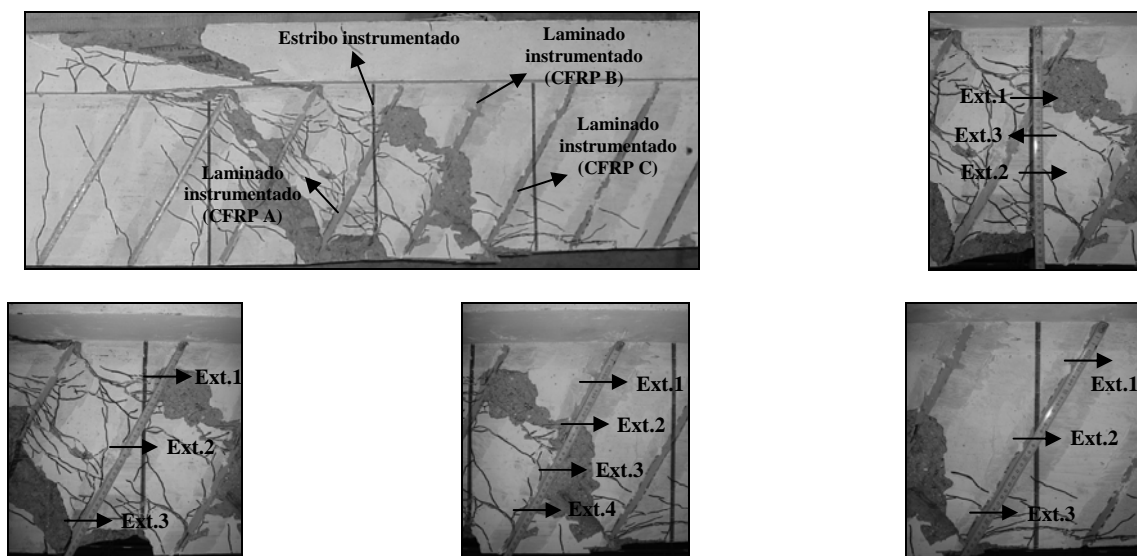 Estribo instrumentado
Laminado
instrumentado
(CFRP B)
Laminado
instrumentado
(CFRP C)
Laminado
instrumentado
(CFRP A)
Ext.1
Ext.3
Ext.2
Ext.1
Ext.2
Ext.3
Ext.1
Ext.2
Ext.3
Ext.4
Ext.1
Ext.2
Ext.3